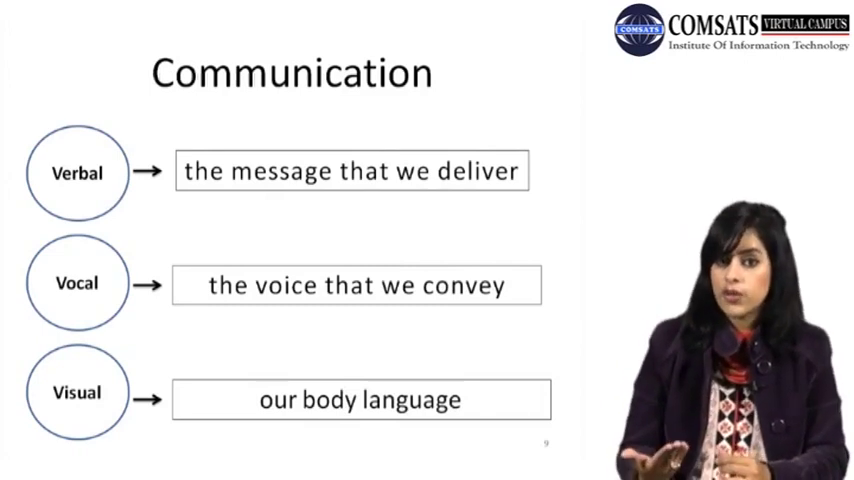 COMSATS
COMSATS VIRTUAL CAMPUS
Institute Of Information Technology
Communication
Verbal
the message that we deliver
Vocal
the voice that we convey
Visual
our body language
9